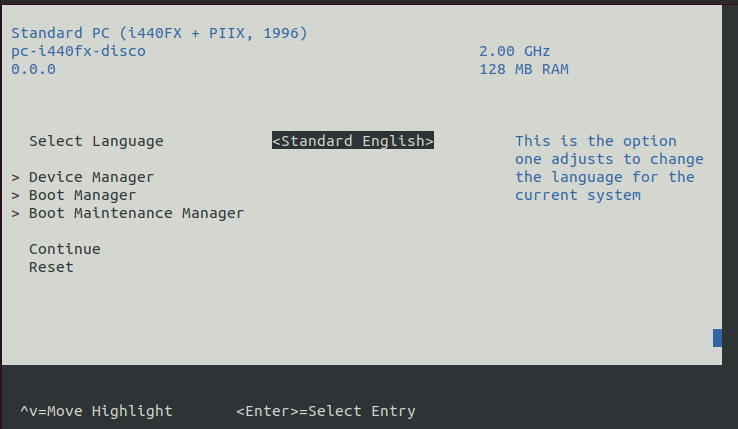 Standard PC (i440FX + PIIX, 1996)
pc-i440fx-disco 2.00 GHz
0.0.0 128 MB RAM
Select Language <Standard English> This is the option
one adjusts to change
> Device Manager the language for the
> Boot Manager current system
> Boot Maintenance Manager
Continue
Reset
^v=Move Highlight <Enter>=Select Entry